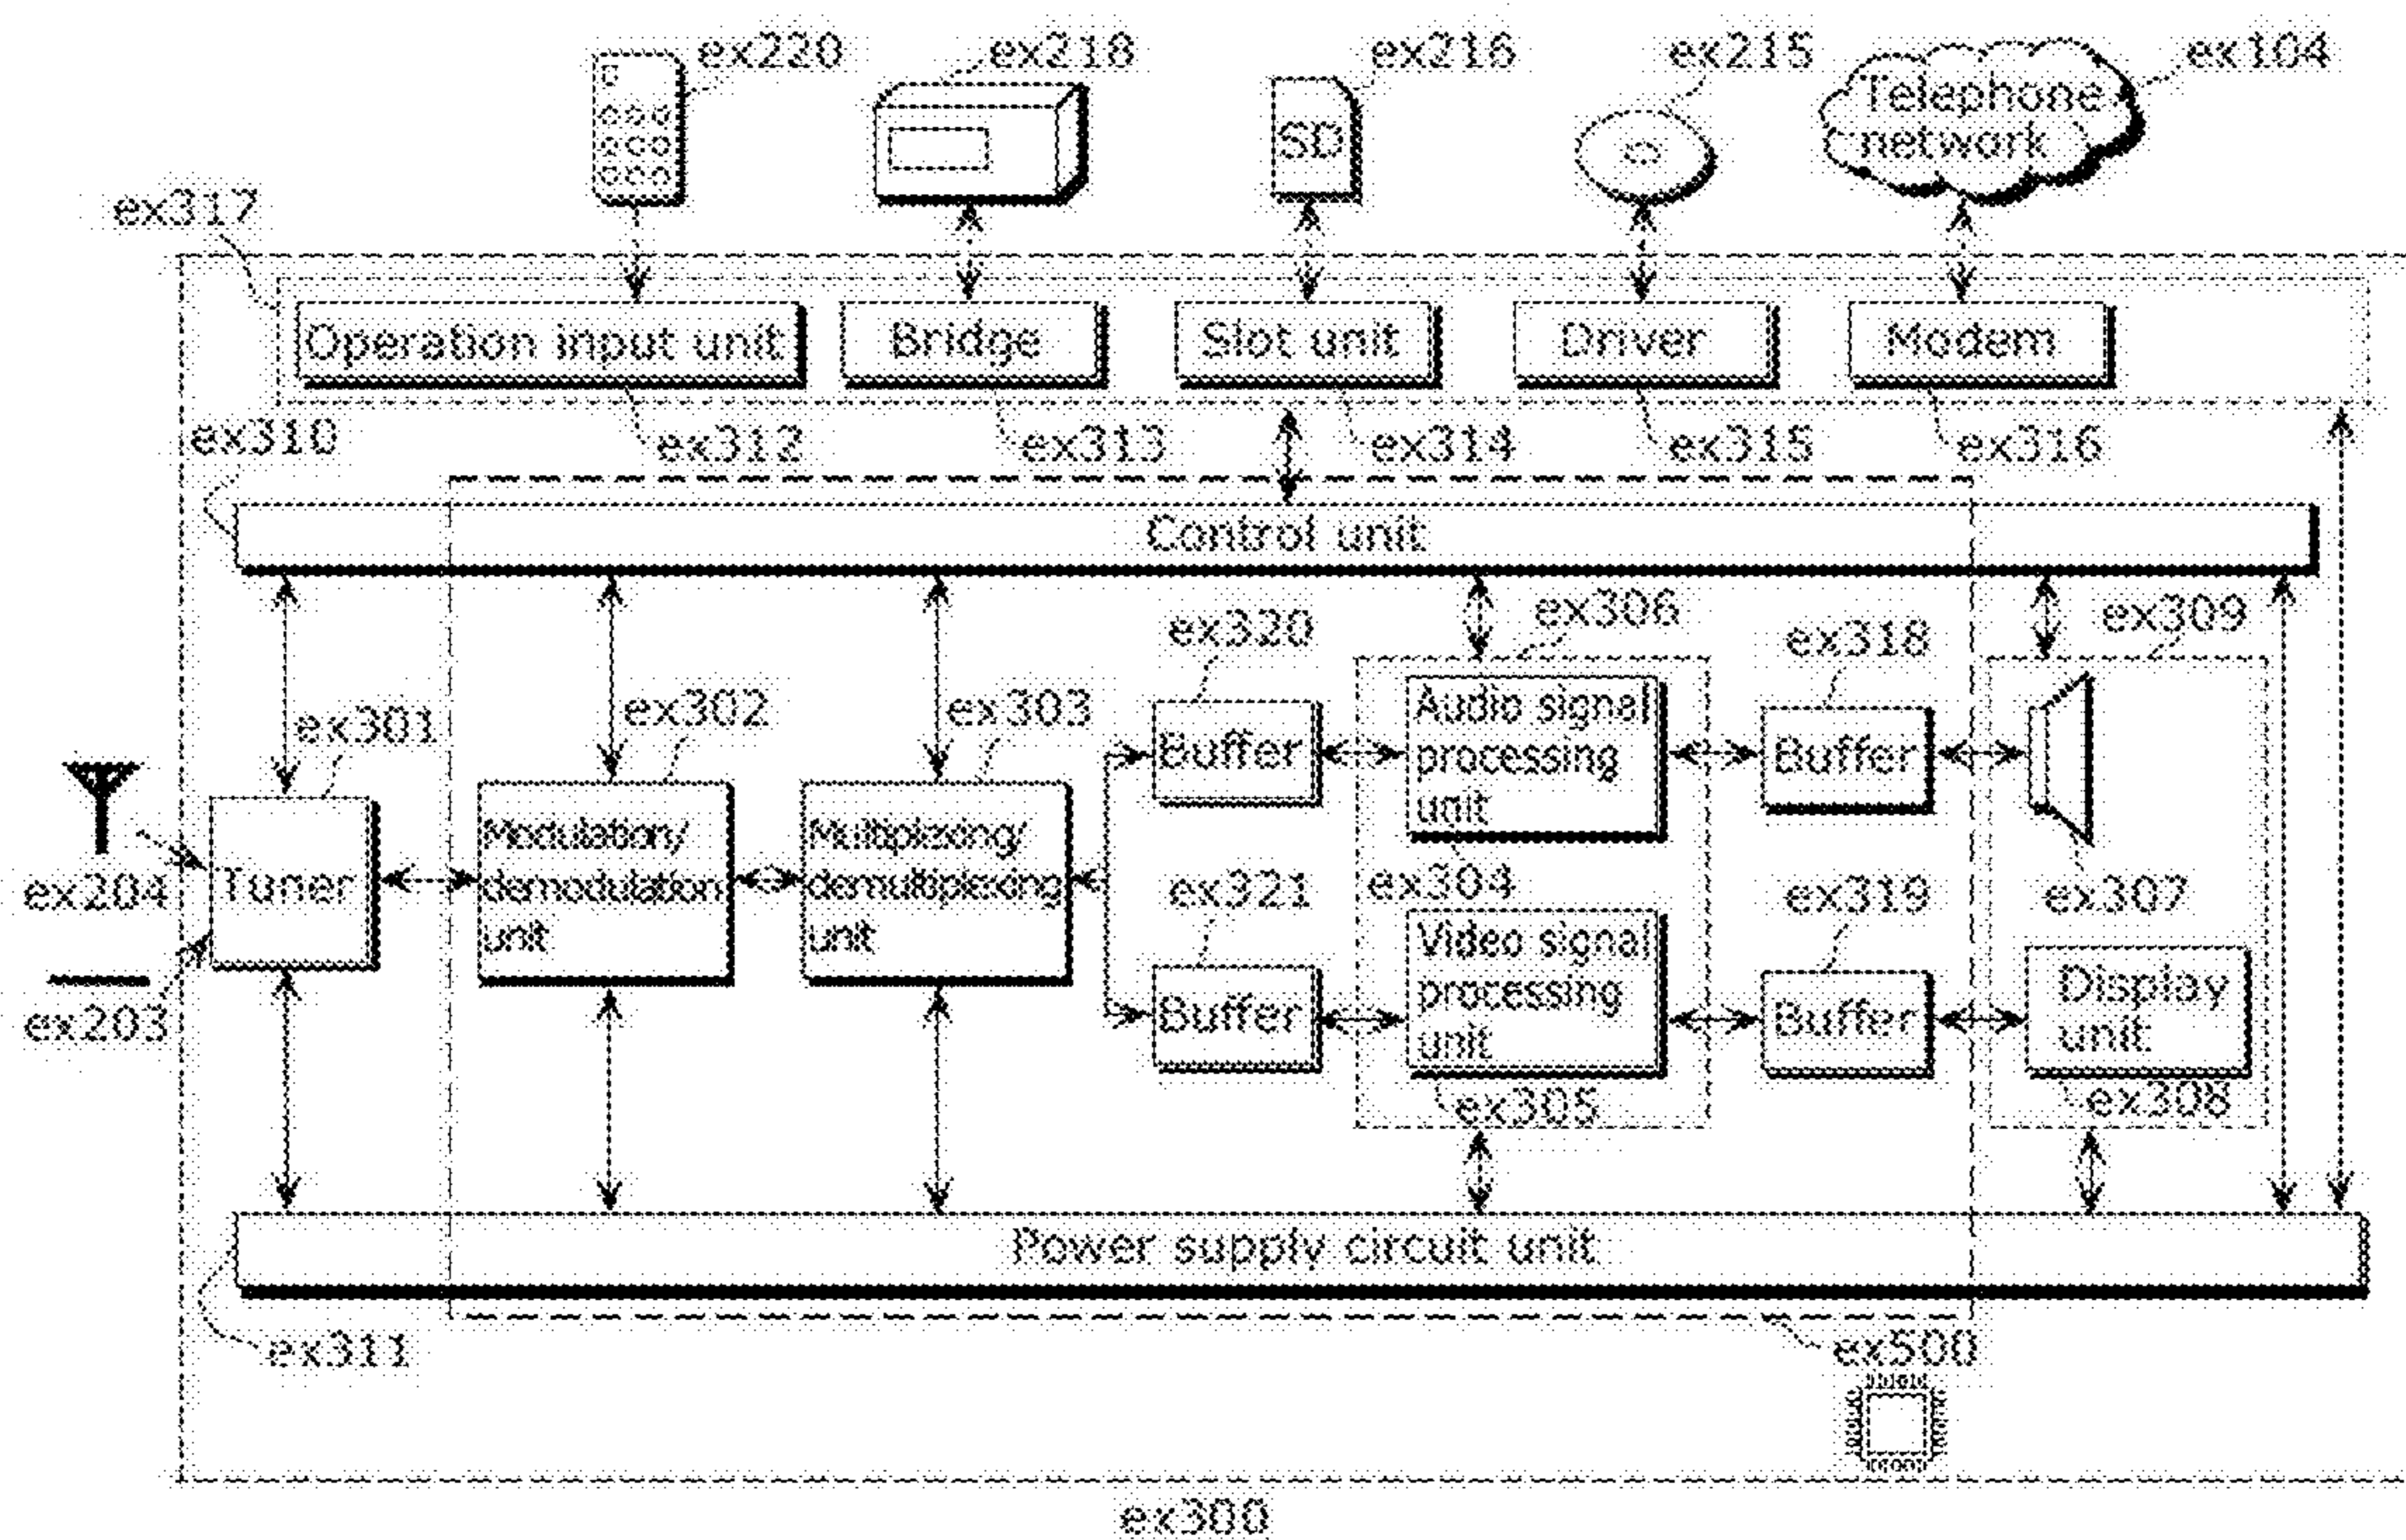 ex220
ex218
ex216
ex215
ex104
SD
Telephone
network
ex317
Operation input unit
Bridge
Slot unit
Driver
Modem
ex310
ex312
ex313
ex314
ex315
ex316
Control unit
ex320
ex306
ex318
ex309
ex301
ex302
ex303
Buffer
Audio signal
processing
unit
Buffer
ex204
Tuner
Modulation/
demodulation
unit
Multiplexing/
demultiplexing
unit
ex321
ex304
ex319
ex307
ex203
Buffer
Video signal
processing
unit
Buffer
Display
unit
ex305
ex308
Power supply circuit unit
ex311
ex500
ex300